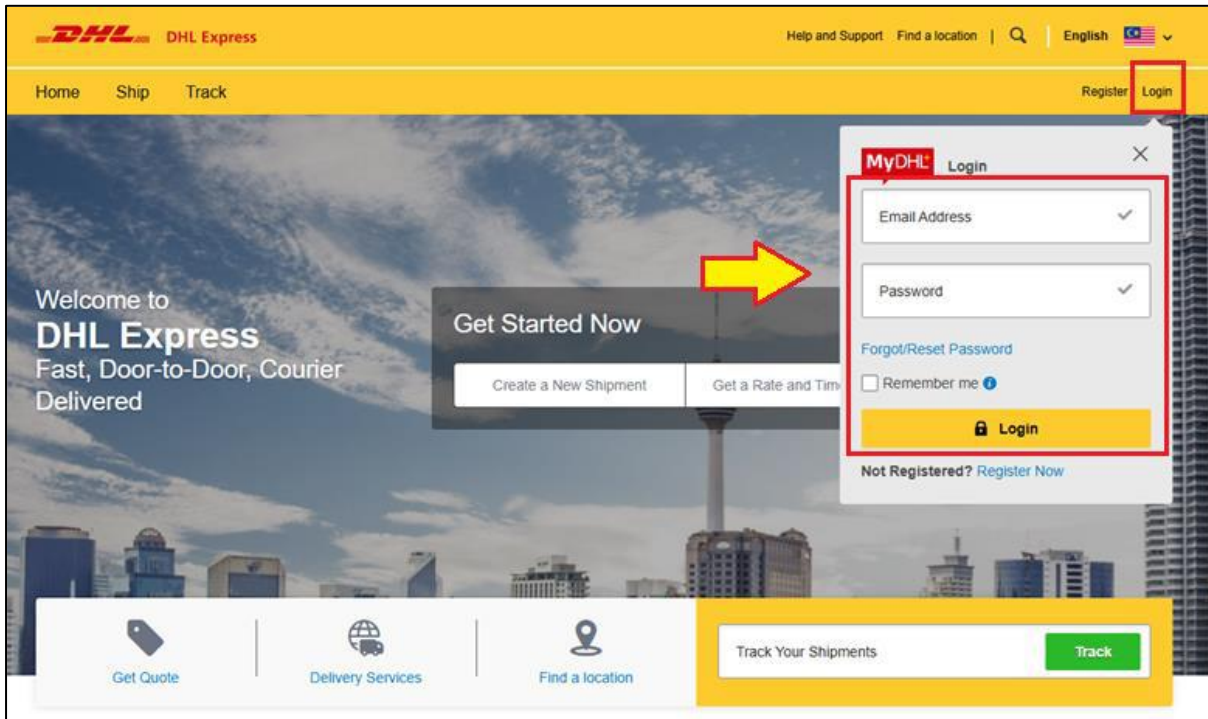 DHL DHL Express
Help and Support Find a location | English
Home Ship Track
Register Login
MyDHL+ Login
Email Address
Password
Forgot/Reset Password
Remember me
Login
Not Registered? Register Now
Welcome to
DHL Express
Fast, Door-to-Door, Courier
Delivered
Get Started Now
Create a New Shipment
Get a Rate and Tim
Get Quote
Delivery Services
Find a location
Track Your Shipments
Track